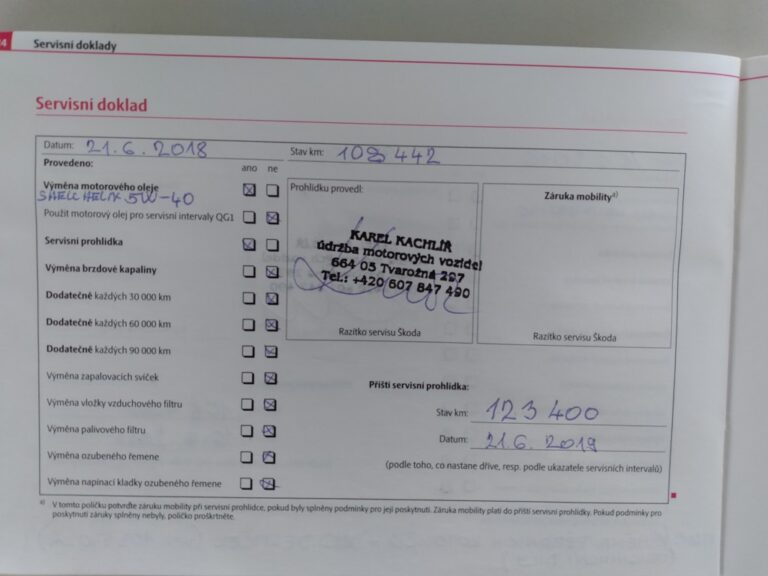 4 Servisní doklady
Servisní doklad
Datum: 21.6.2018 Stav km: 108 442
Provedeno: ano ne
Výměna motorového oleje
SHELL HELIX 5W-40
Použit motorový olej pro servisní intervaly QG1
Servisní prohlídka
Výměna brzdové kapaliny
Dodatečně každých 30 000 km
Dodatečně každých 60 000 km
Dodatečně každých 90 000 km
Výměna zapalovacích svíček
Výměna vložky vzduchového filtru
Výměna palivového filtru
Výměna ozubeného řemene
Výměna napínací kladky ozubeného řemene
Prohlídku provedl:
KAREL KACHLÍŘ
údržba motorových vozidel
664 05 Tvarožná 297
Tel.: +420 607 847 490
Razítko servisu Škoda
Záruka mobility a)
Razítko servisu Škoda
Příští servisní prohlídka:
Stav km: 123 400
Datum: 21.6.2019
(podle toho, co nastane dříve, resp. podle ukazatele servisních intervalů)
a) V tomto políčku potvrďte záruku mobility při servisní prohlídce, pokud byly splněny podmínky pro její poskytnutí. Záruka mobility platí do příští servisní prohlídky. Pokud podmínky pro
poskytnutí záruky splněny nebyly, políčko proškrtněte.